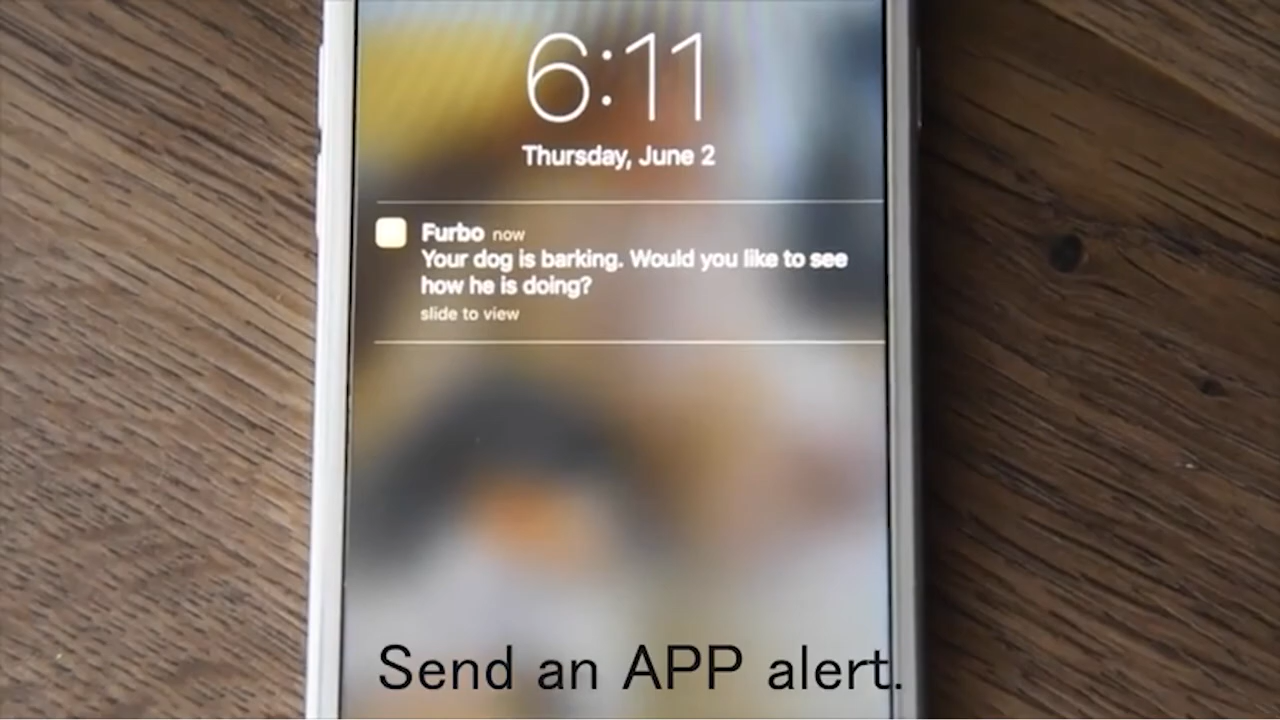 6:11
Thursday, June 2
Furbo now
Your dog is barking. Would you like to see
how he is doing?
slide to view
Send an APP alert.